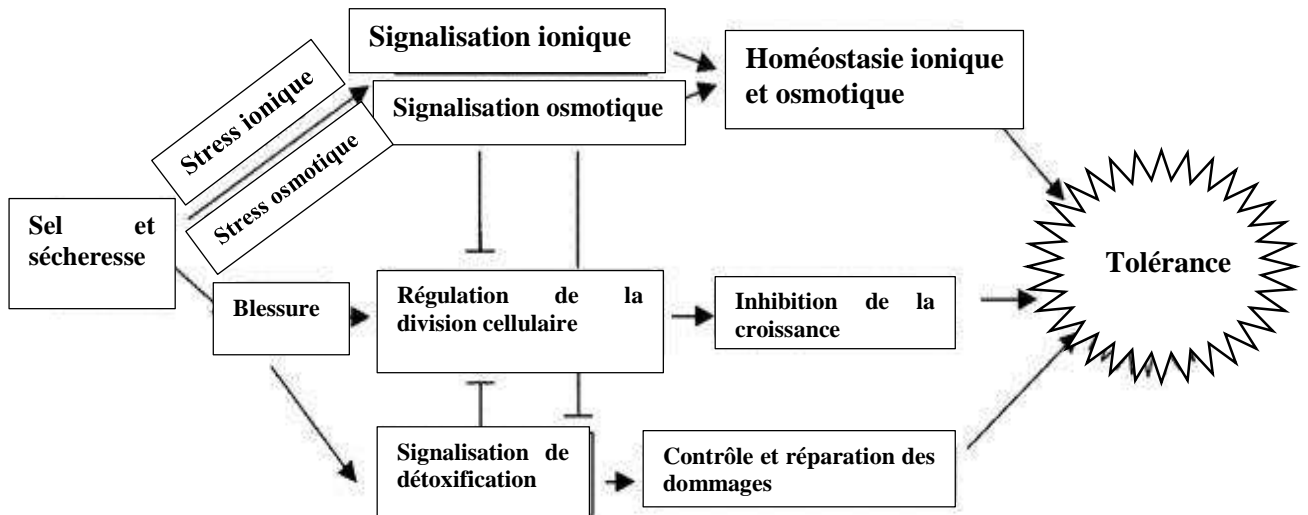 Signalisation ionique
Stress ionique
Homéostasie ionique
et osmotique
Signalisation osmotique
Stress osmotique
Sel et
sécheresse
Tolérance
Blessure
Régulation de la
division cellulaire
Inhibition de la
croissance
Signalisation de
détoxification
Contrôle et réparation des
dommages